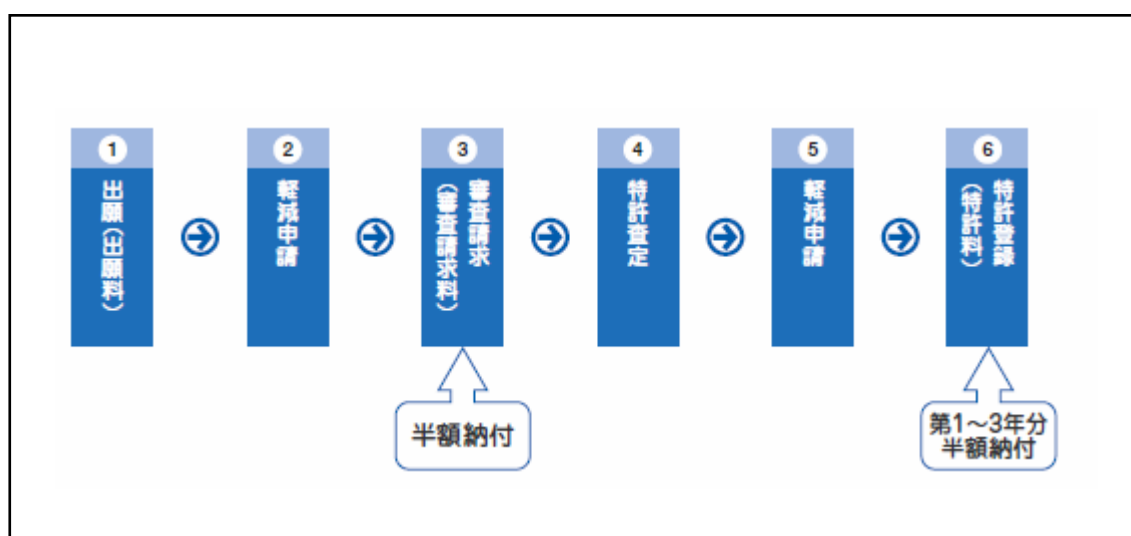 1
出願(出願料)
2
軽減申請
3
審査請求
(審査請求料)
4
特許査定
5
軽減申請
6
特許登録
(特許料)
半額納付
第1〜3年分
半額納付